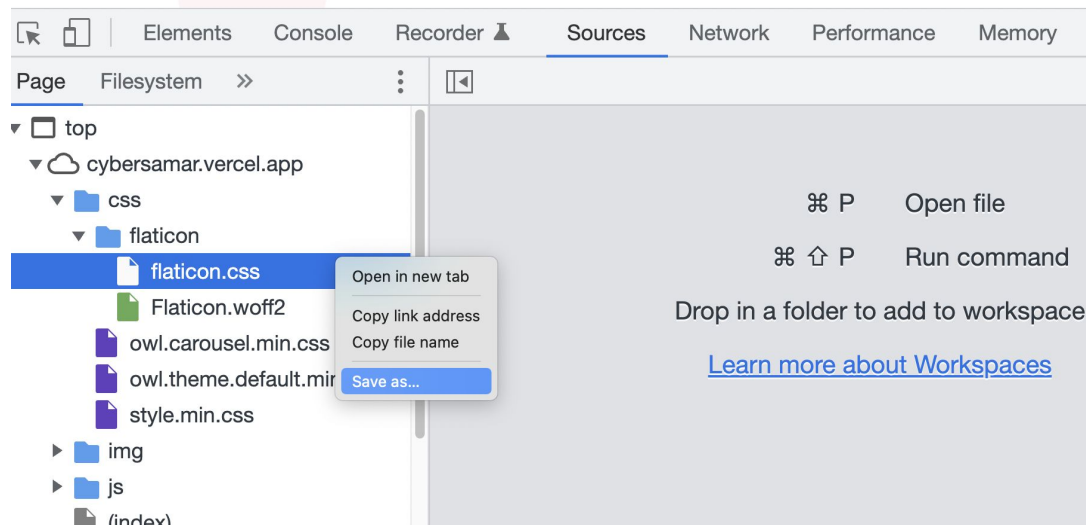 Elements Console Recorder Sources Network Performance Memory
Page Filesystem
top
cybersamar.vercel.app
css
flaticon
flaticon.css
Flaticon.woff2
owl.carousel.min.css
owl.theme.default.mir
style.min.css
img
js
(index)
Open in new tab
Copy link address
Copy file name
Save as...
⌘ P Open file
⌘ ⇧ P Run command
Drop in a folder to add to workspace
Learn more about Workspaces